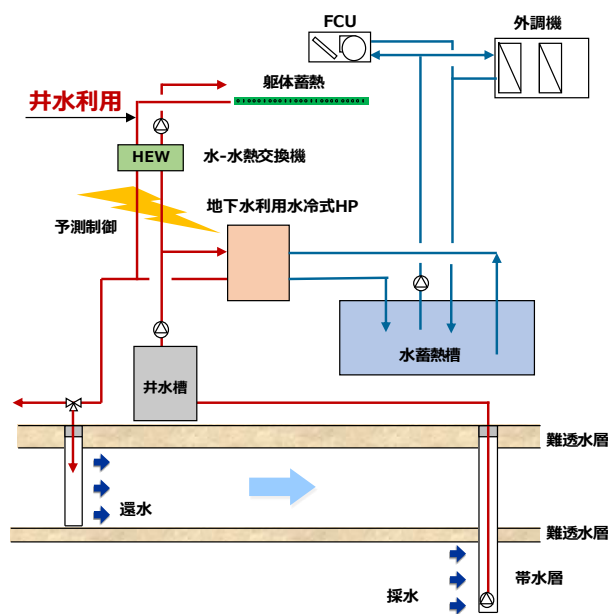 FCU
外調機
躯体蓄熱
井水利用
HEW
水-水熱交換機
予測制御
地下水利用水冷式HP
水蓄熱槽
井水槽
難透水層
還水
難透水層
帯水層
採水